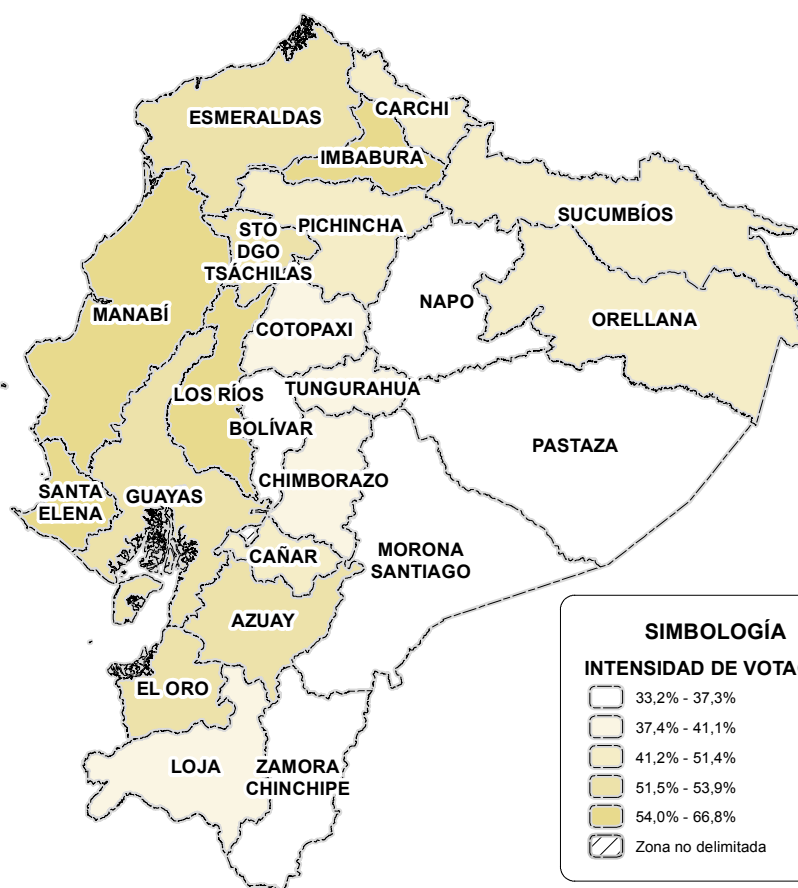 ESMERALDAS
CARCHI
IMBABURA
SUCUMBÍOS
PICHINCHA
STO
DGO
TSÁCHILAS
NAPO
ORELLANA
MANABÍ
COTOPAXI
LOS RÍOS
TUNGURAHUA
BOLÍVAR
PASTAZA
CHIMBORAZO
SANTA
ELENA
GUAYAS
CAÑAR
MORONA
SANTIAGO
AZUAY
EL ORO
LOJA
ZAMORA
CHINCHIPE
SIMBOLOGÍA
INTENSIDAD DE VOTA
33,2% - 37,3%
37,4% - 41,1%
41,2% - 51,4%
51,5% - 53,9%
54,0% - 66,8%
Zona no delimitada